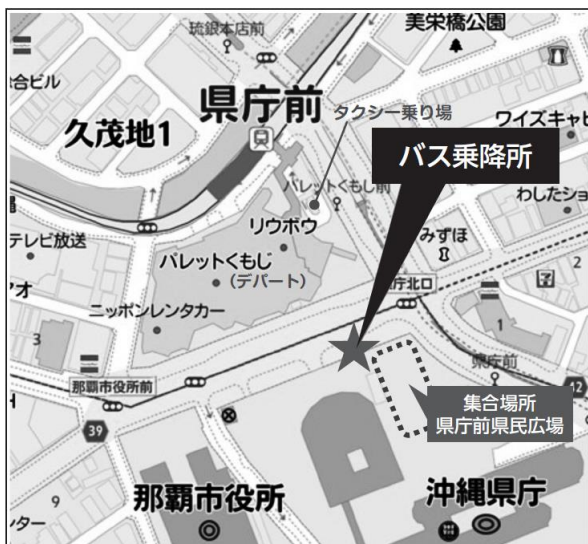 琉銀本店前
美栄橋公園
合ビル
県庁前
タクシー乗り場
久茂地1
ワイズキャビ
バス乗降所
パレットくもじ前
わしたショ
リウボウ
みずほ
テレビ放送
パレットくもじ
(デパート)
庁北口
2
ニッポンレンタカー
3
1
県庁前
那覇市役所前
42
集合場所
県庁前県民広場
39
那覇市役所
沖縄県庁
9
ンター